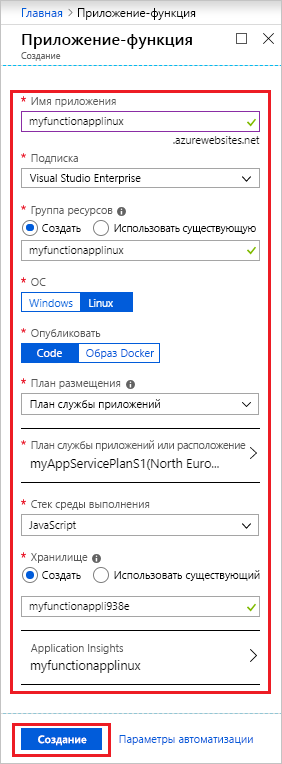 Главная > Приложение-функция
Приложение-функция
Создание
* Имя приложения
myfunctionapplinux
.azurewebsites.net
* Подписка
Visual Studio Enterprise
* Группа ресурсов
Создать Использовать существующую
myfunctionapplinux
* ОС
Windows Linux
* Опубликовать
Code Образ Docker
* План размещения
План службы приложений
* План службы приложений или расположение
myAppServicePlanS1(North Euro...
* Стек среды выполнения
JavaScript
* Хранилище
Создать Использовать существующий
myfunctionappli938e
Application Insights
myfunctionapplinux
Создание Параметры автоматизации